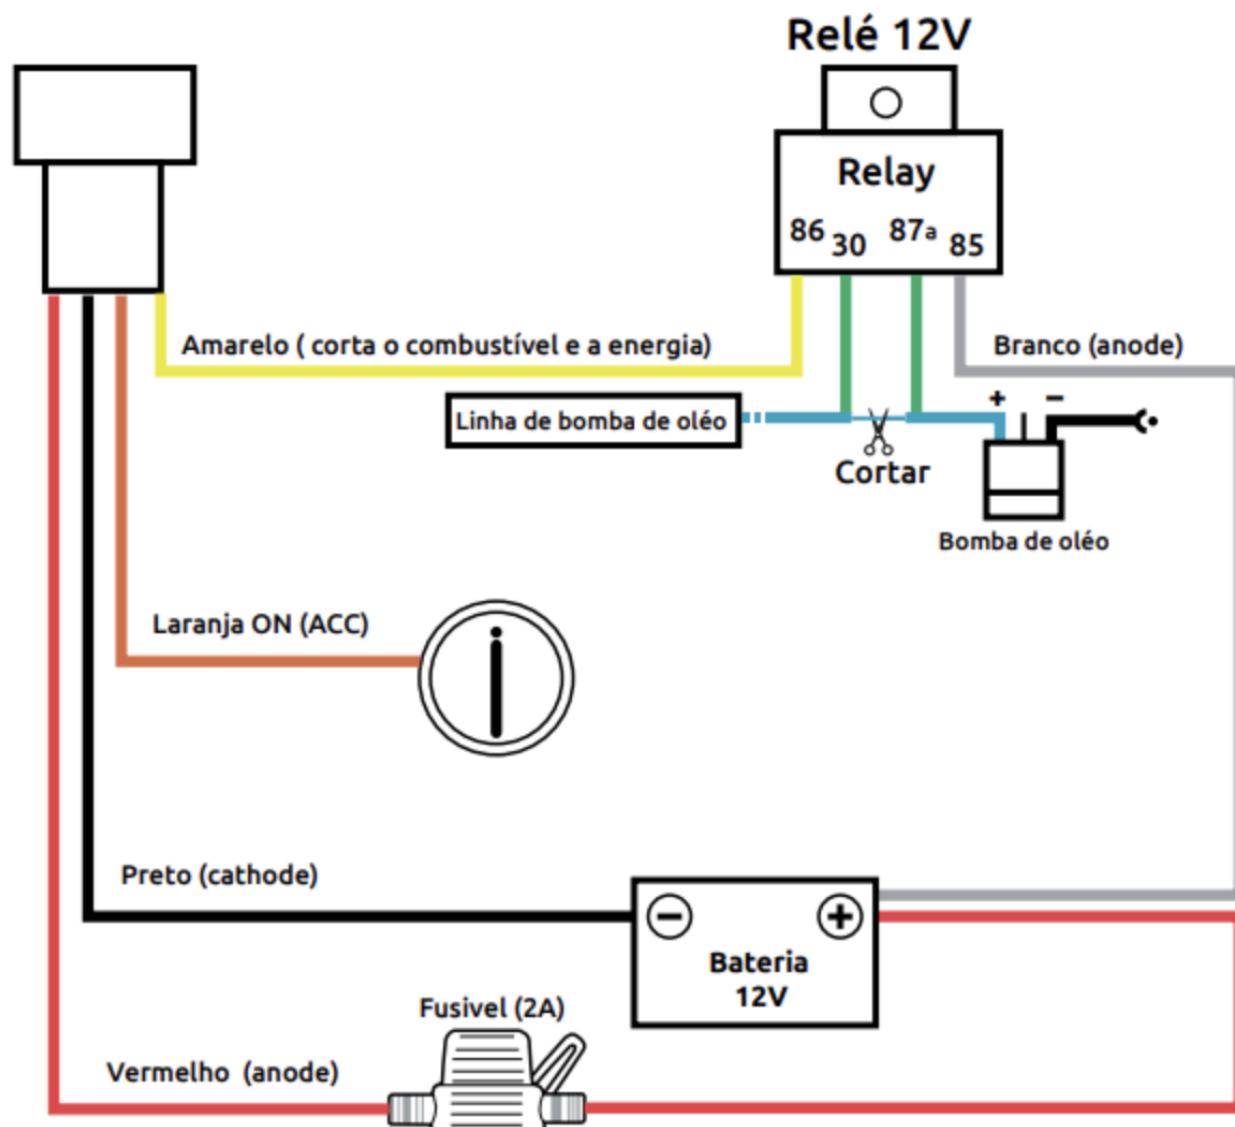 Relé 12V
Relay
86 30 87a 85
Amarelo ( corta o combustível e a energia)
Branco (anode)
+ −
Linha de bomba de oléo
Cortar
Bomba de oléo
Laranja ON (ACC)
Preto (cathode)
− +
Bateria
12V
Fusivel (2A)
Vermelho (anode)